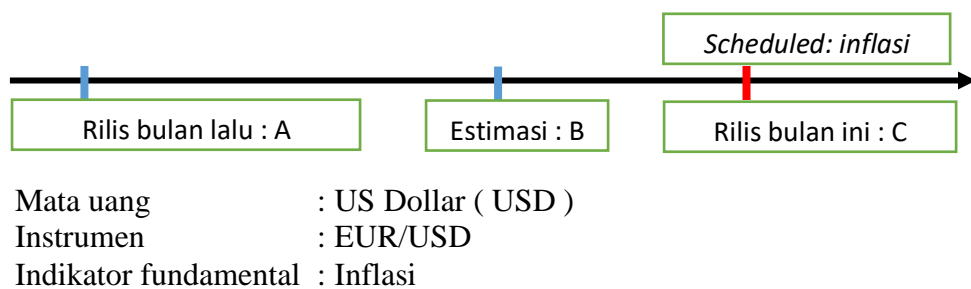 Scheduled: inflasi
Rilis bulan lalu : A
Estimasi : B
Rilis bulan ini : C
Mata uang : US Dollar ( USD )
Instrumen : EUR/USD
Indikator fundamental : Inflasi